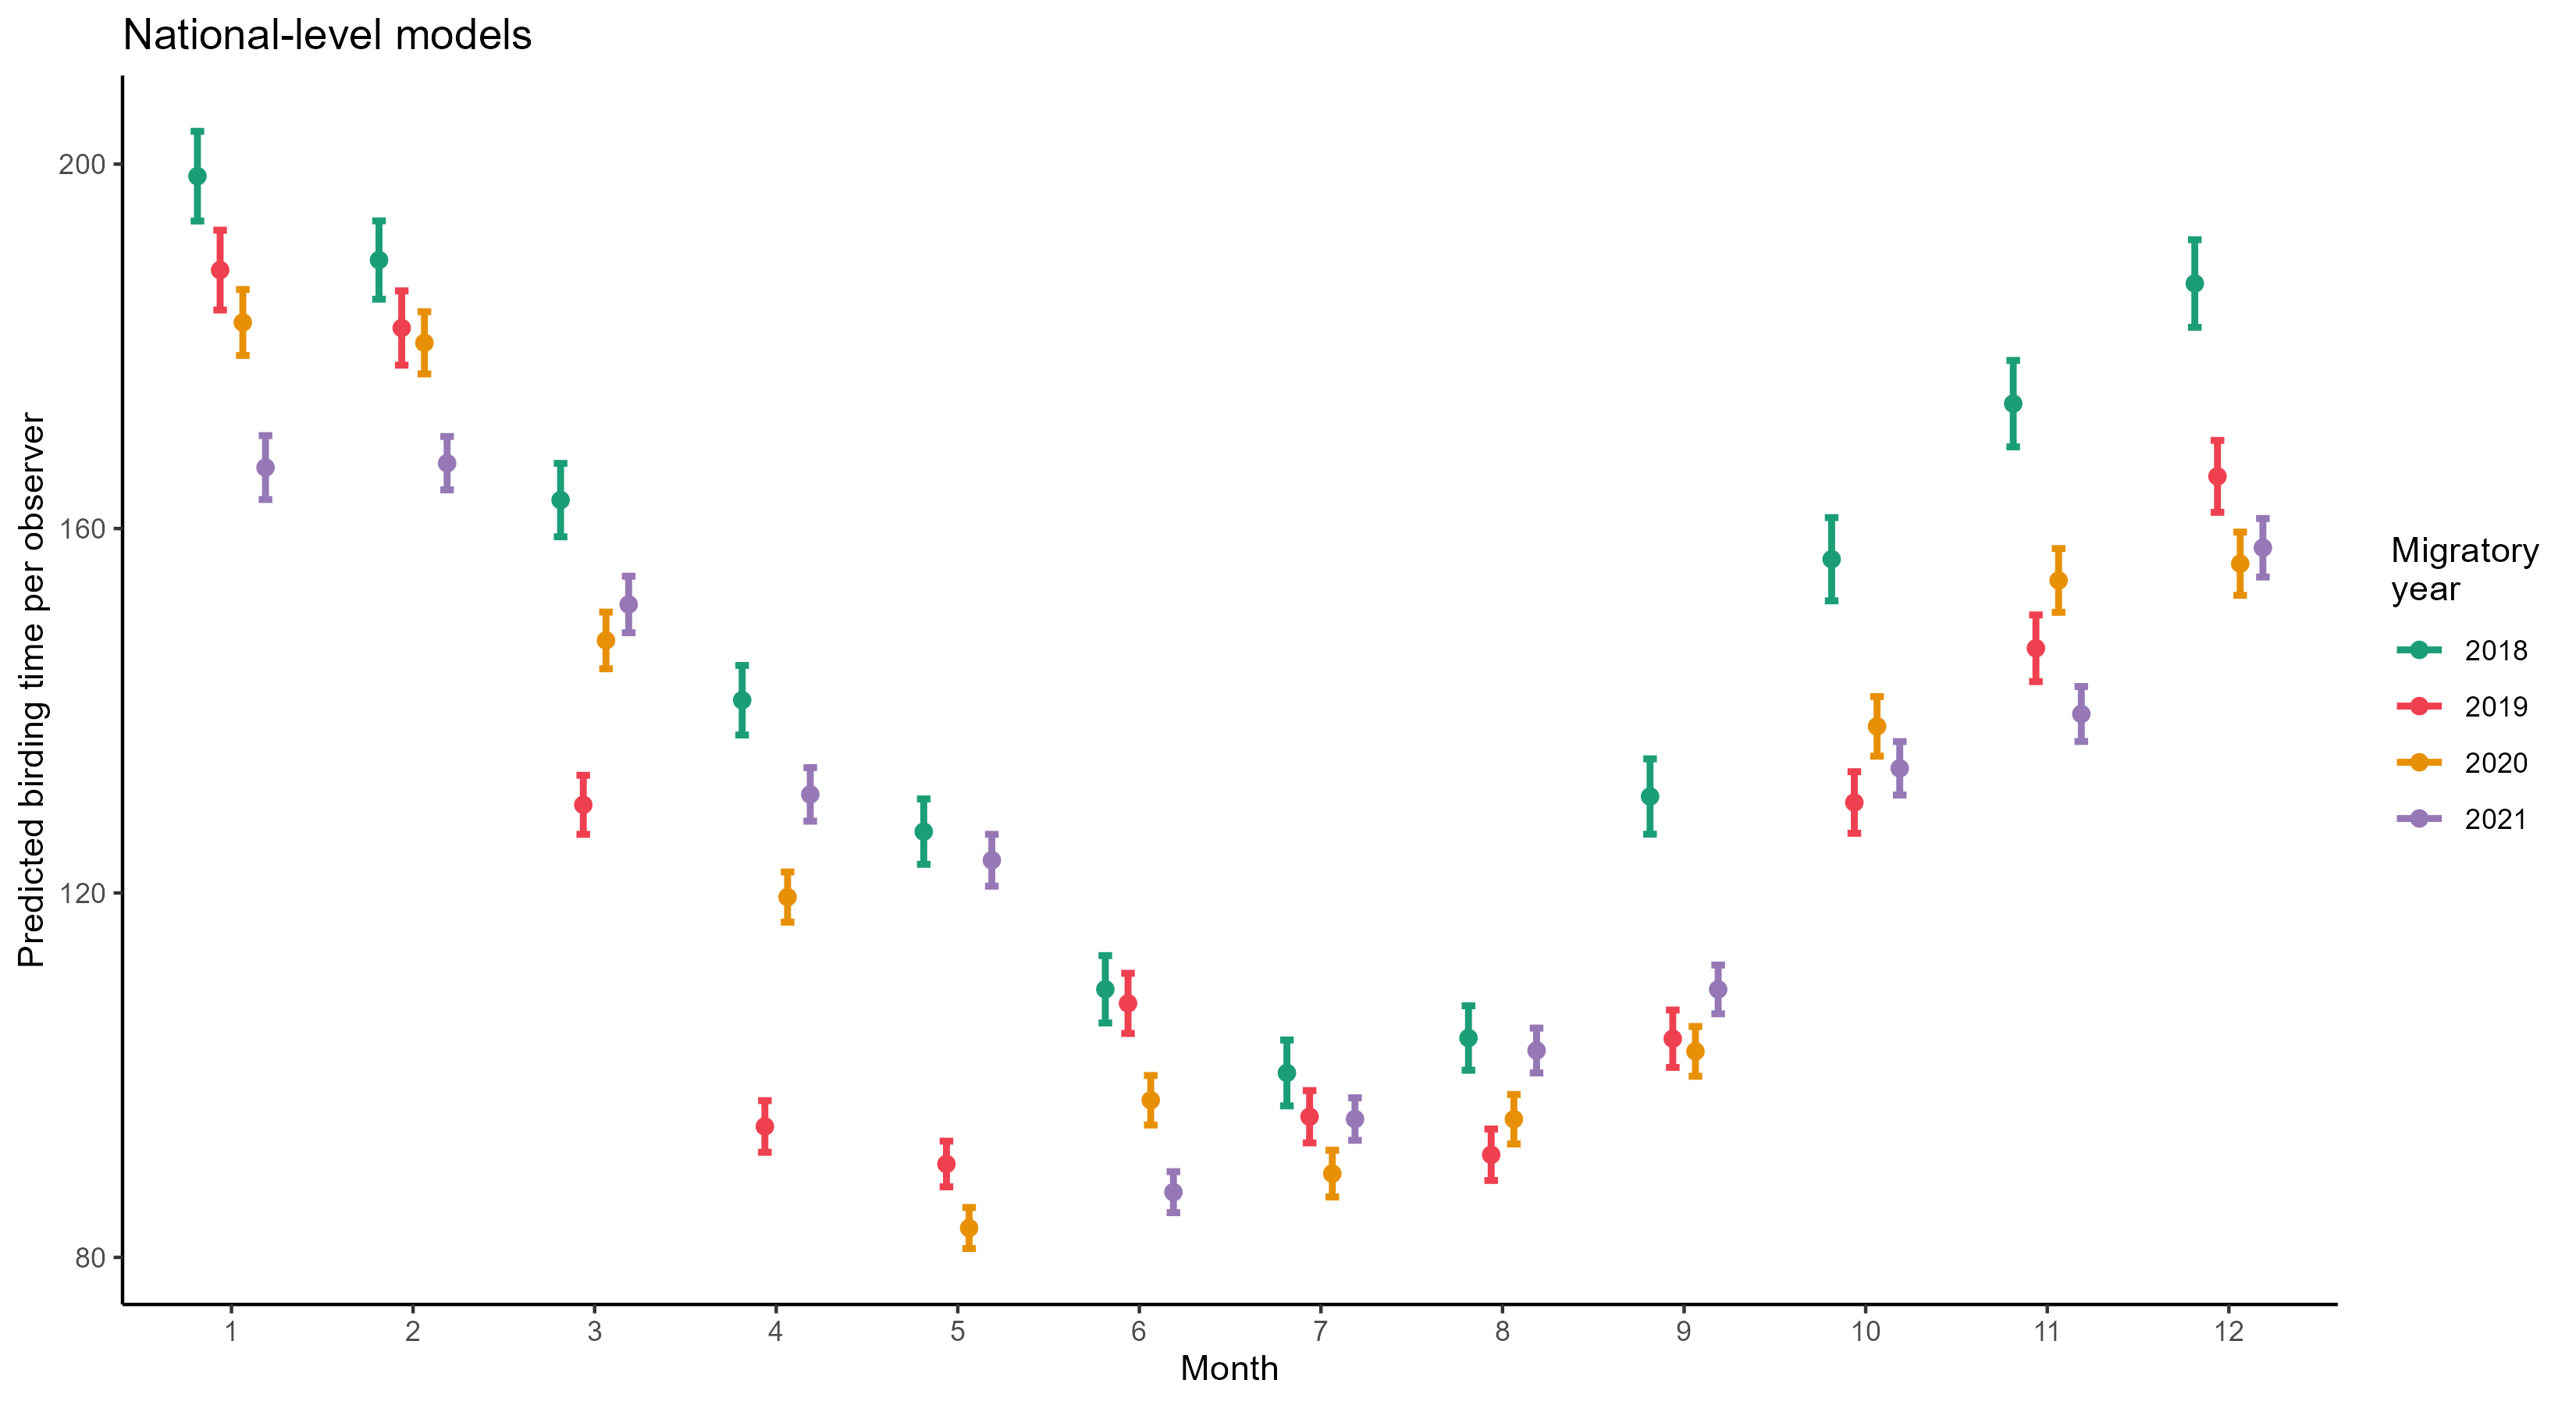 National-level models
Predicted birding time per observer
200
160
120
80
1 2 3 4 5 6 7 8 9 10 11 12
Month
Migratory
year
2018
2019
2020
2021